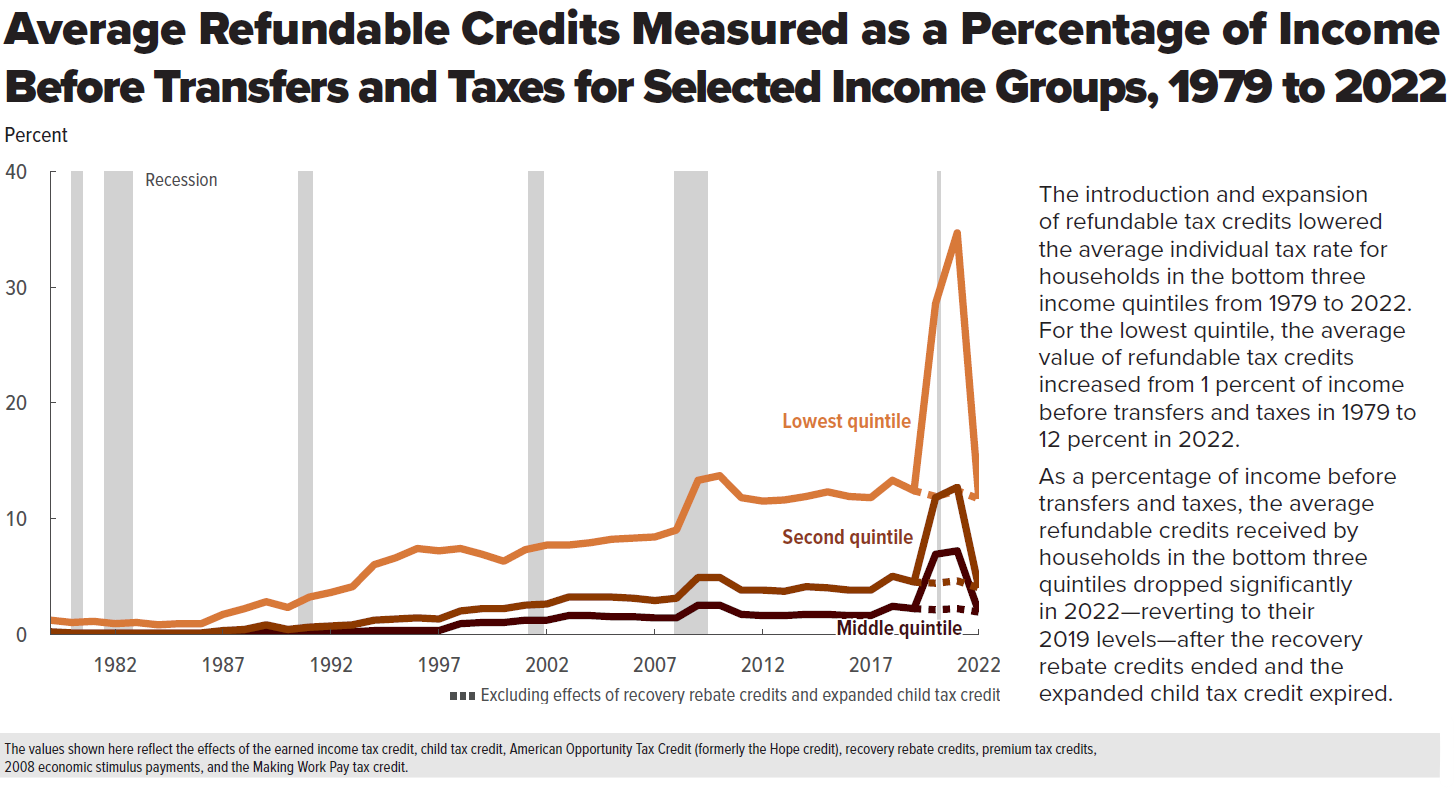 Average Refundable Credits Measured as a Percentage of Income
Before Transfers and Taxes for Selected Income Groups, 1979 to 2022
Percent
40
30
20
10
0
Recession
Lowest quintile
Second quintile
Middle quintile
1982 1987 1992 1997 2002 2007 2012 2017 2022
Excluding effects of recovery rebate credits and expanded child tax credit
The introduction and expansion
of refundable tax credits lowered
the average individual tax rate for
households in the bottom three
income quintiles from 1979 to 2022.
For the lowest quintile, the average
value of refundable tax credits
increased from 1 percent of income
before transfers and taxes in 1979 to
12 percent in 2022.
As a percentage of income before
transfers and taxes, the average
refundable credits received by
households in the bottom three
quintiles dropped significantly
in 2022—reverting to their
2019 levels—after the recovery
rebate credits ended and the
expanded child tax credit expired.
The values shown here reflect the effects of the earned income tax credit, child tax credit, American Opportunity Tax Credit (formerly the Hope credit), recovery rebate credits, premium tax credits,
2008 economic stimulus payments, and the Making Work Pay tax credit.